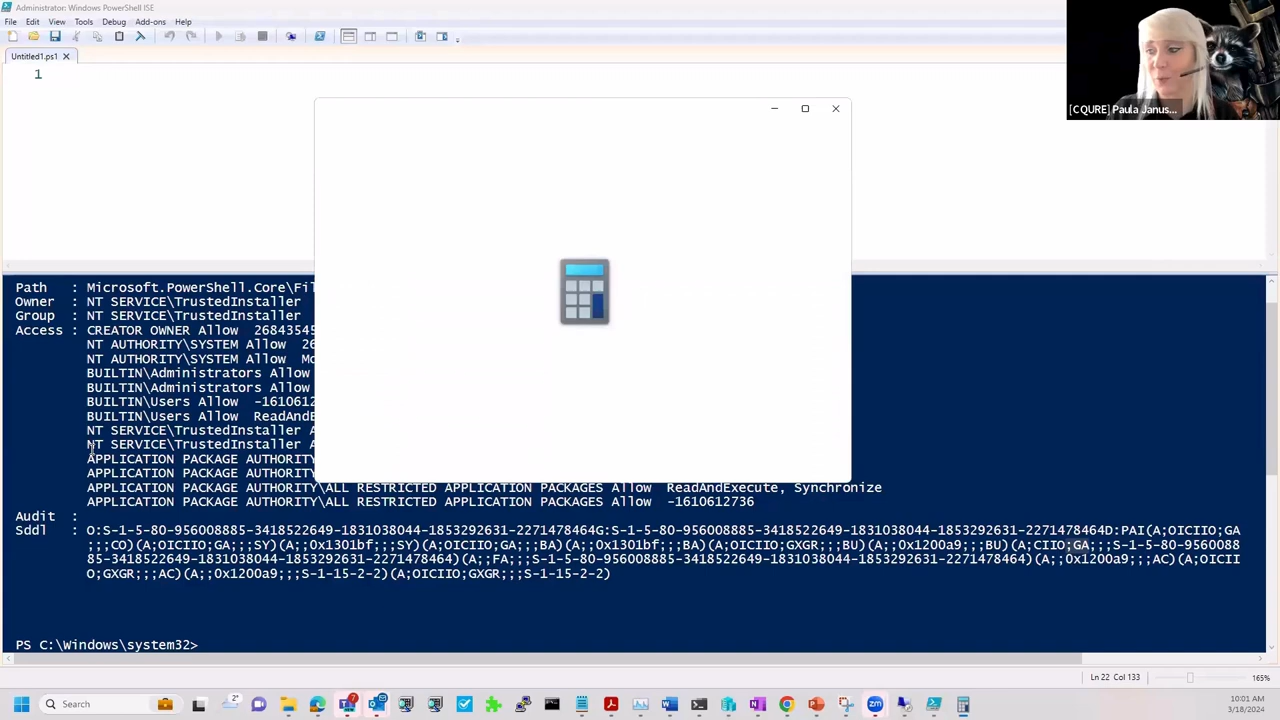 Administrator: Windows PowerShell ISE
File Edit View Tools Debug Add-ons Help
Untitled1.ps1
1
[CQURE] Paula Janus...
Path : Microsoft.PowerShell.Core\Fil
Owner : NT SERVICE\TrustedInstaller
Group : NT SERVICE\TrustedInstaller
Access : CREATOR OWNER Allow 26843545
NT AUTHORITY\SYSTEM Allow 26
NT AUTHORITY\SYSTEM Allow Mo
BUILTIN\Administrators Allow
BUILTIN\Administrators Allow
BUILTIN\Users Allow -1610612
BUILTIN\Users Allow ReadAndE
NT SERVICE\TrustedInstaller A
NT SERVICE\TrustedInstaller A
APPLICATION PACKAGE AUTHORITY
APPLICATION PACKAGE AUTHORITY
APPLICATION PACKAGE AUTHORITY\ALL RESTRICTED APPLICATION PACKAGES Allow ReadAndExecute, Synchronize
APPLICATION PACKAGE AUTHORITY\ALL RESTRICTED APPLICATION PACKAGES Allow -1610612736
Audit :
Sddl : O:S-1-5-80-956008885-3418522649-1831038044-1853292631-2271478464G:S-1-5-80-956008885-3418522649-1831038044-1853292631-2271478464D:PAI(A;OICIIO;GA
;;;CO)(A;OICIIO;GA;;;SY)(A;;0x1301bf;;;SY)(A;OICIIO;GA;;;BA)(A;;0x1301bf;;;BA)(A;OICIIO;GXGR;;;BU)(A;;0x1200a9;;;BU)(A;CIIO;GA;;;S-1-5-80-9560088
85-3418522649-1831038044-1853292631-2271478464)(A;;FA;;;S-1-5-80-956008885-3418522649-1831038044-1853292631-2271478464)(A;;0x1200a9;;;AC)(A;OICII
O;GXGR;;;AC)(A;;0x1200a9;;;S-1-15-2-2)(A;OICIIO;GXGR;;;S-1-15-2-2)
PS C:\Windows\system32>
Ln 22 Col 133
165%
Search
2°
7
10:01 AM
3/18/2024